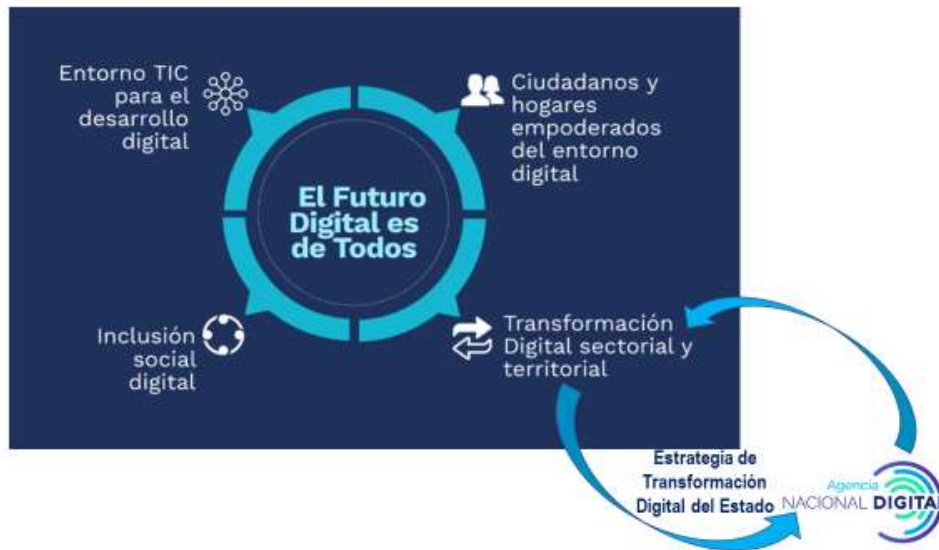 Entorno TIC
para el
desarrollo
digital
Ciudadanos y
hogares
empoderados
del entorno
digital
El Futuro
Digital es
de Todos
Inclusión
social
digital
Transformación
Digital sectorial y
territorial
Estrategia de
Transformación
Digital del Estado
Agencia
NACIONAL DIGITAL